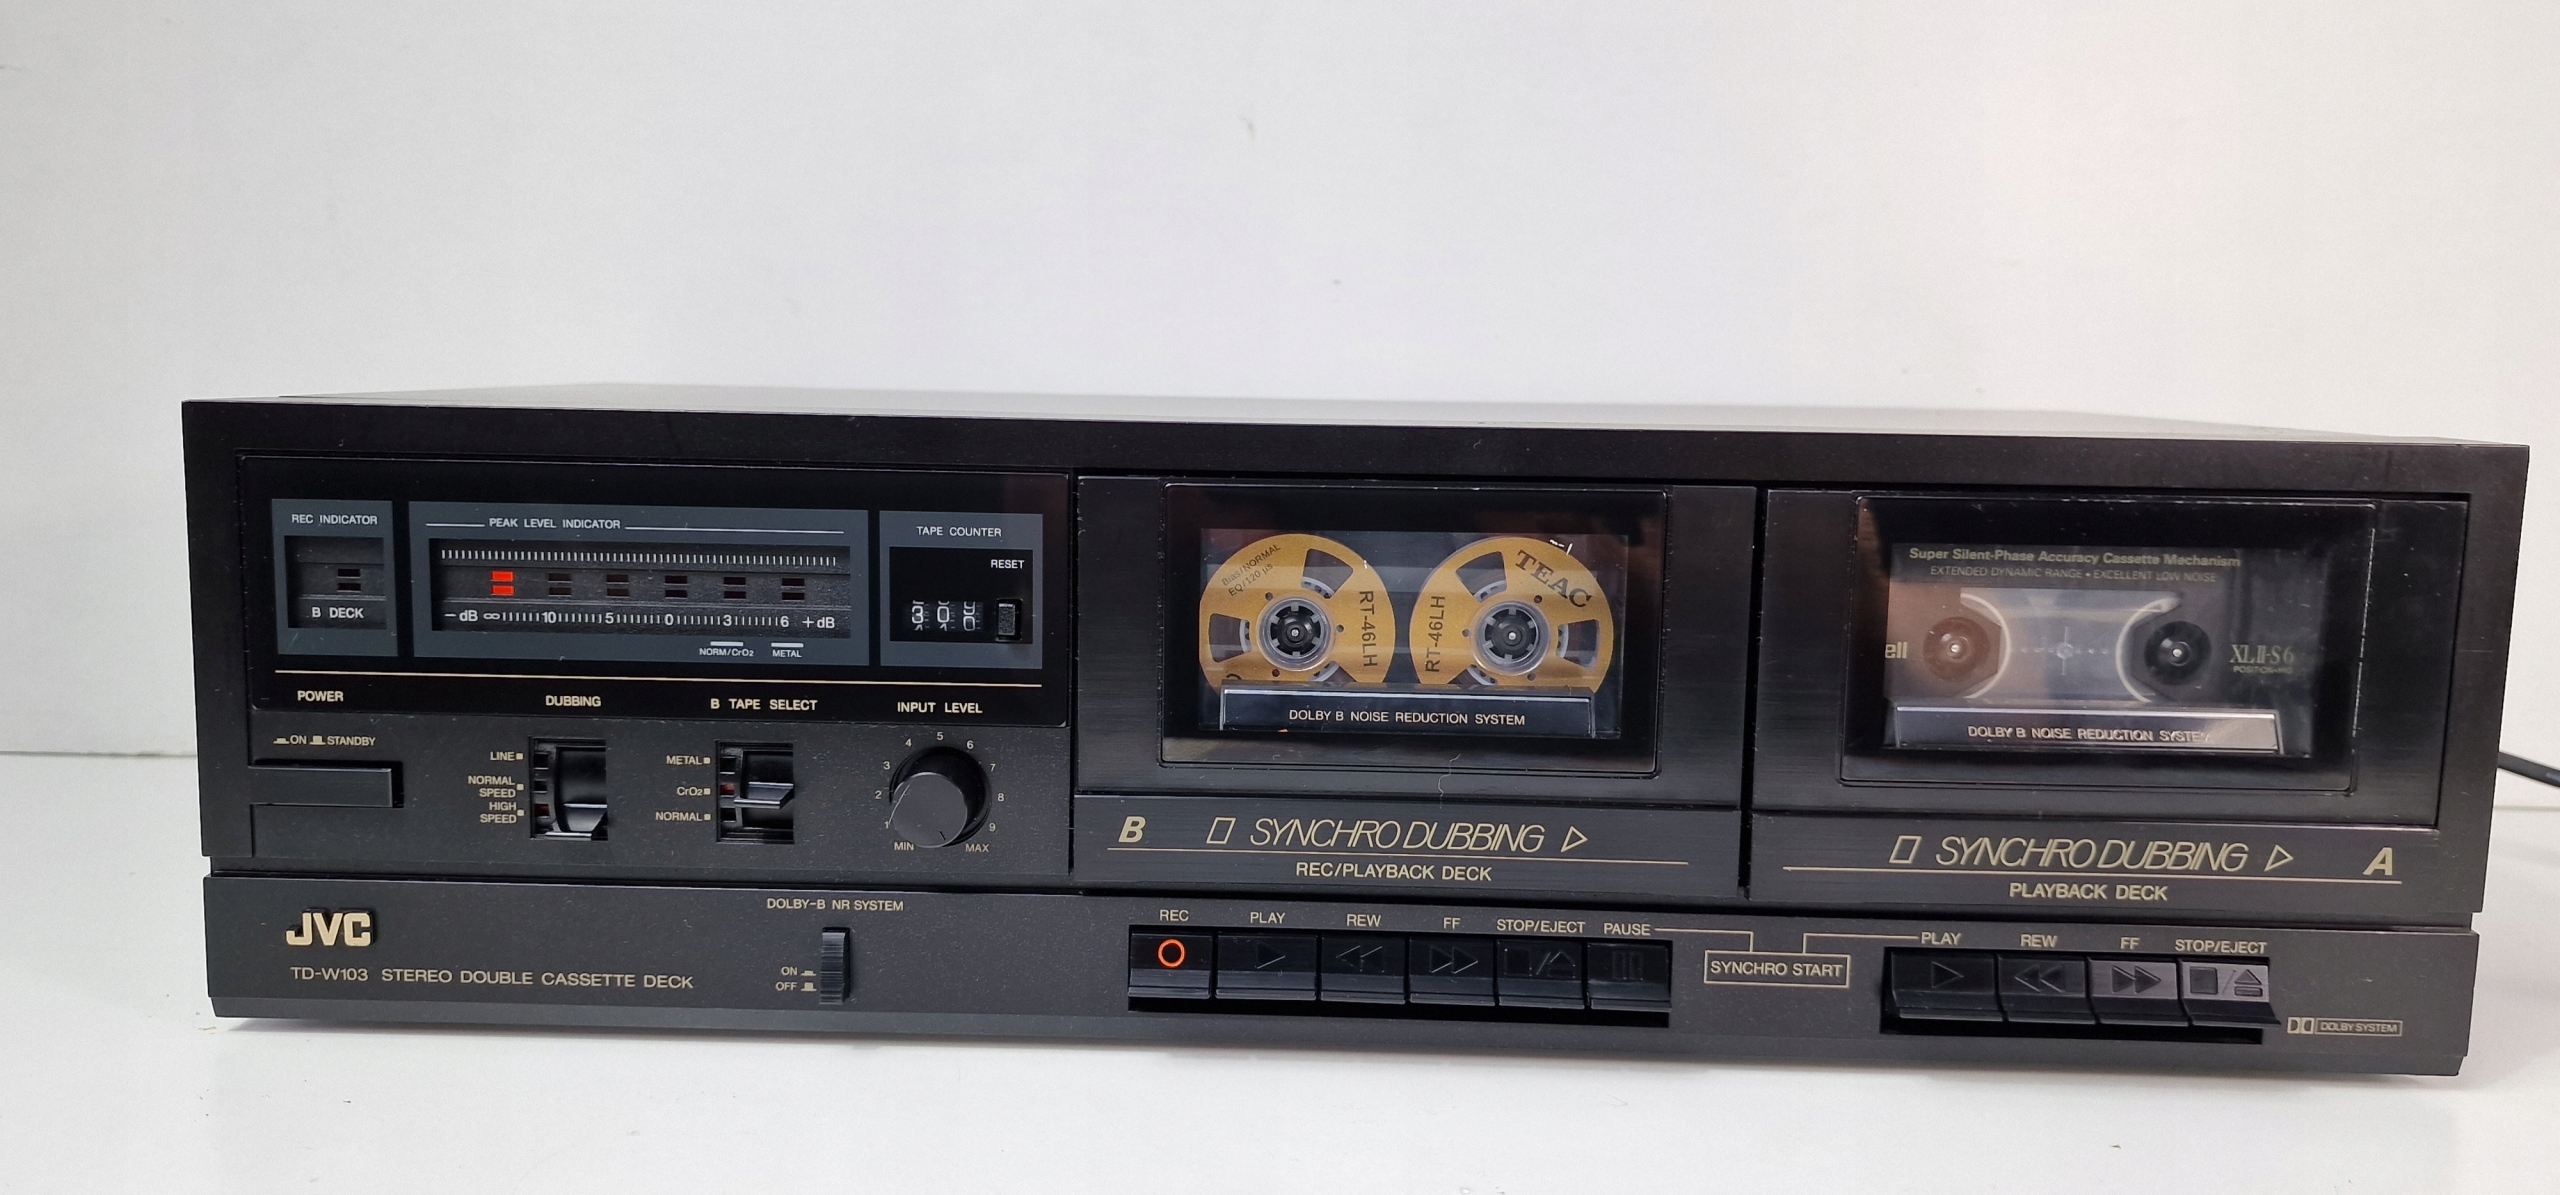 REC INDICATOR
B DECK
PEAK LEVEL INDICATOR
− dB ∞ 10 5 0 3 6 + dB
NORM/CrO2 METAL
TAPE COUNTER
RESET
3 0 0
POWER
ON STANDBY
DUBBING
LINE
NORMAL
SPEED
HIGH
SPEED
B TAPE SELECT
METAL
CrO2
NORMAL
INPUT LEVEL
MIN 1 2 3 4 5 6 7 8 9 MAX
Bias/NORMAL
EQ/120 μs
RT-46LH
RT-46LH
TEAC
DOLBY B NOISE REDUCTION SYSTEM
B SYNCHRO DUBBING
REC/PLAYBACK DECK
Super Silent-Phase Accuracy Cassette Mechanism
EXTENDED DYNAMIC RANGE • EXCELLENT LOW NOISE
ell
XLII-S 6
DOLBY B NOISE REDUCTION SYSTEM
SYNCHRO DUBBING A
PLAYBACK DECK
JVC
TD-W103 STEREO DOUBLE CASSETTE DECK
DOLBY-B NR SYSTEM
ON
OFF
REC PLAY REW FF STOP/EJECT PAUSE
SYNCHRO START
PLAY REW FF STOP/EJECT
DOLBY SYSTEM